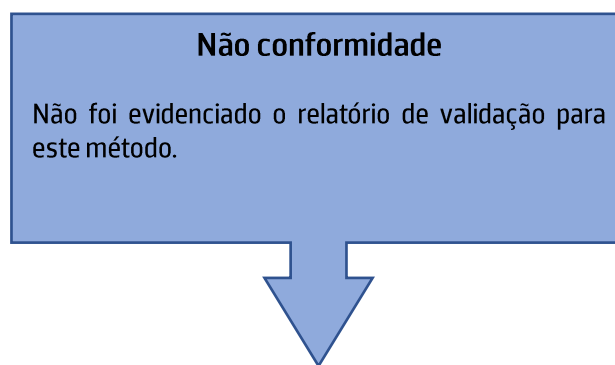 Não conformidade
Não foi evidenciado o relatório de validação para
este método.